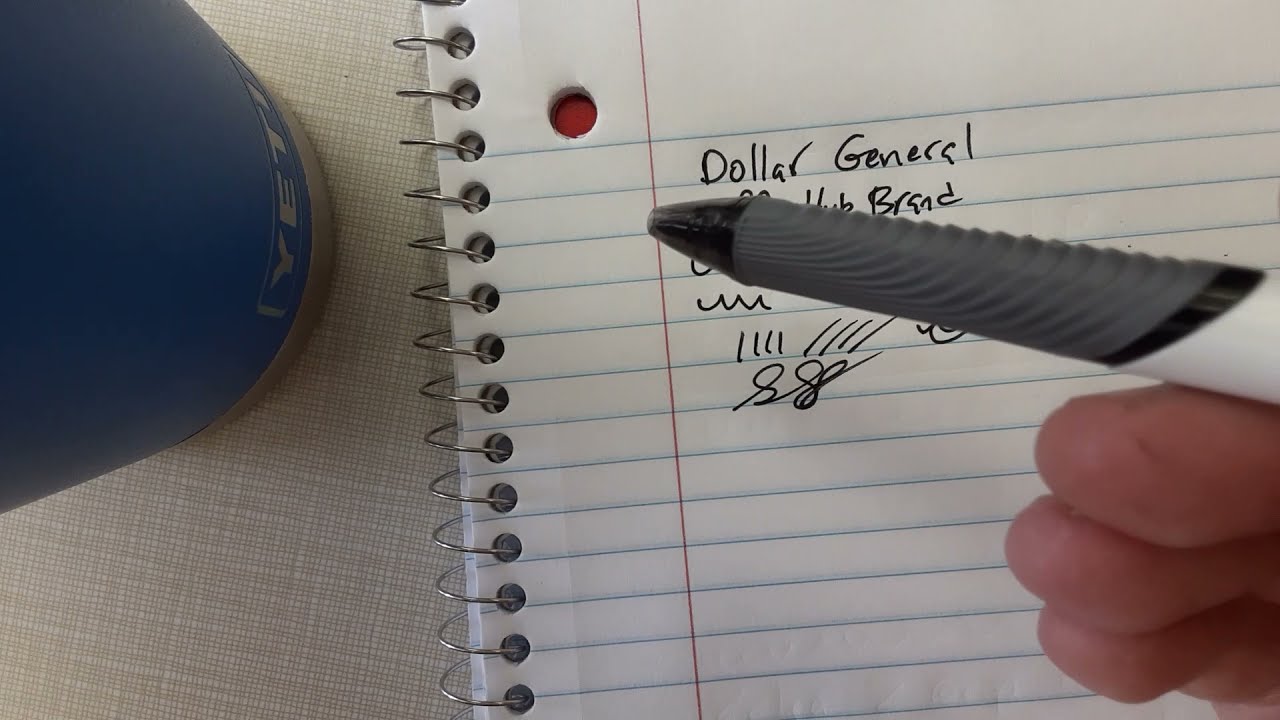 YETI
Dollar General
Hub Brand